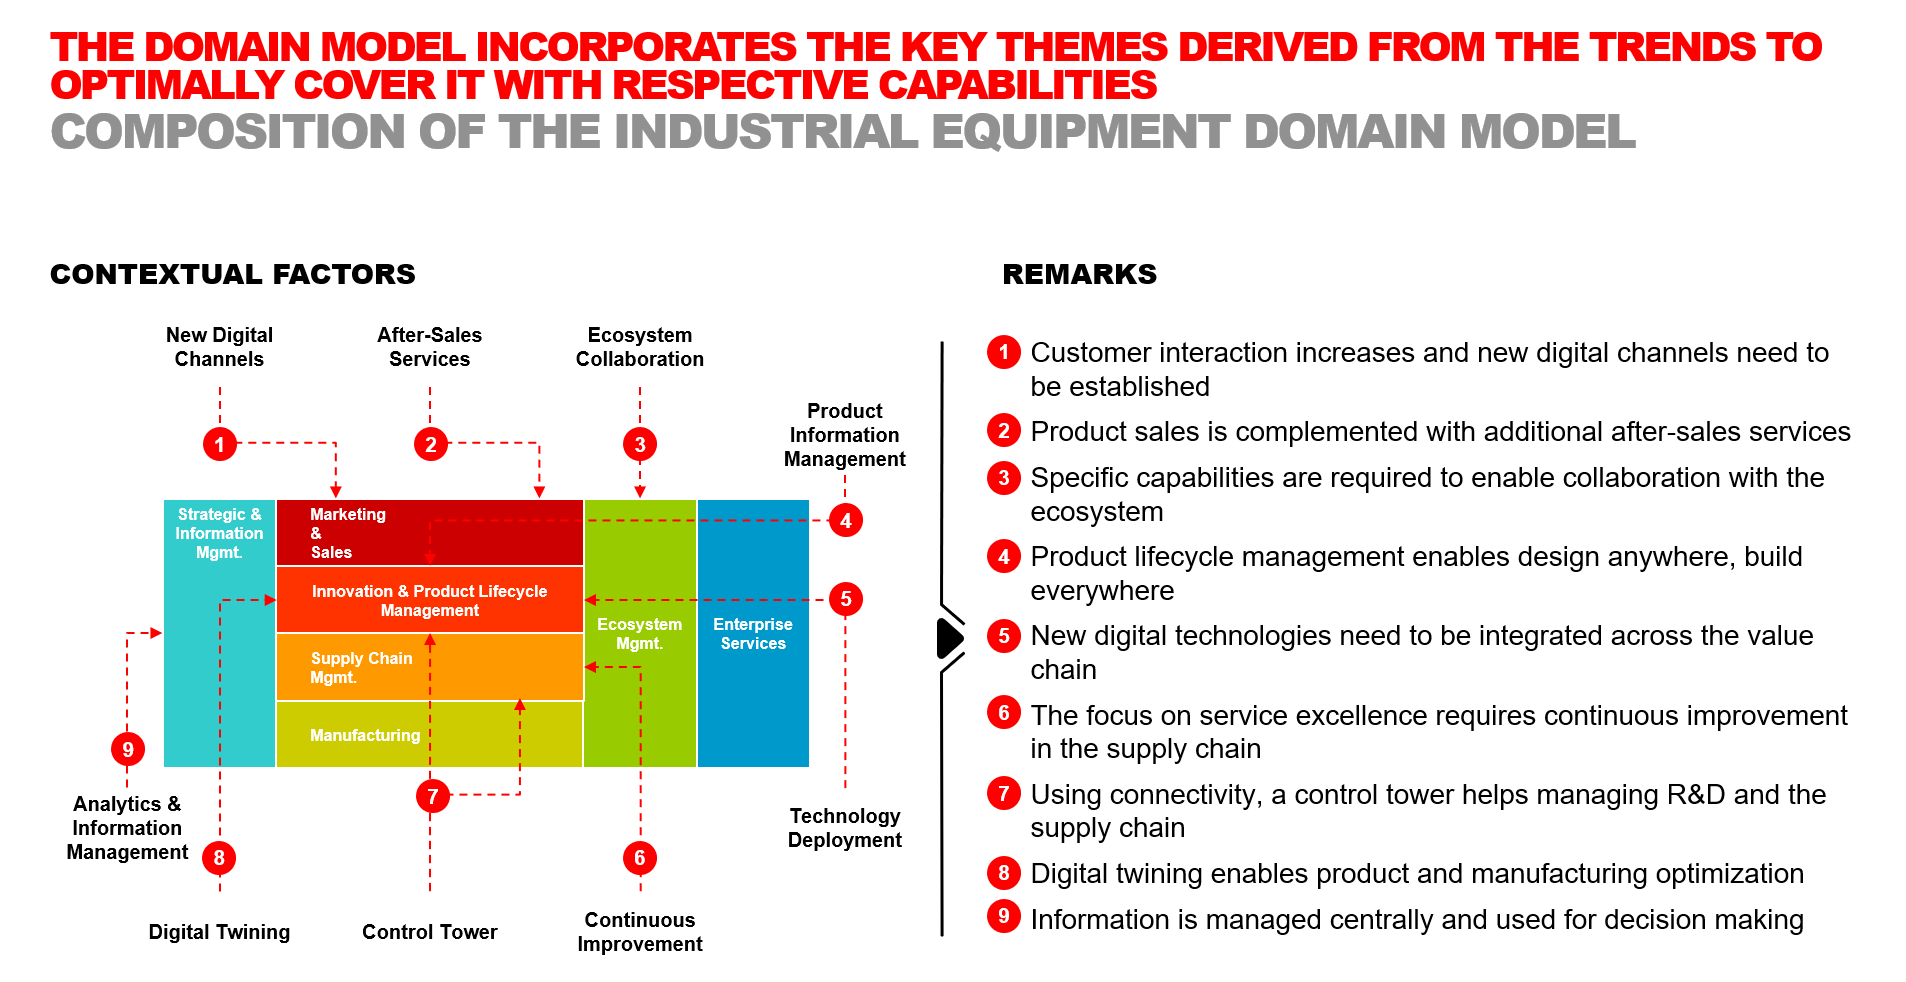 THE DOMAIN MODEL INCORPORATES THE KEY THEMES DERIVED FROM THE TRENDS TO
OPTIMALLY COVER IT WITH RESPECTIVE CAPABILITIES
COMPOSITION OF THE INDUSTRIAL EQUIPMENT DOMAIN MODEL
CONTEXTUAL FACTORS
New Digital
Channels
After-Sales
Services
Ecosystem
Collaboration
Product
Information
Management
1
2
3
4
Strategic &
Information
Mgmt.
Marketing
&
Sales
Innovation & Product Lifecycle
Management
Supply Chain
Mgmt.
Manufacturing
Ecosystem
Mgmt.
Enterprise
Services
5
9
7
8
6
Analytics &
Information
Management
Technology
Deployment
Digital Twining
Control Tower
Continuous
Improvement
REMARKS
1 Customer interaction increases and new digital channels need to
be established
2 Product sales is complemented with additional after-sales services
3 Specific capabilities are required to enable collaboration with the
ecosystem
4 Product lifecycle management enables design anywhere, build
everywhere
5 New digital technologies need to be integrated across the value
chain
6 The focus on service excellence requires continuous improvement
in the supply chain
7 Using connectivity, a control tower helps managing R&D and the
supply chain
8 Digital twining enables product and manufacturing optimization
9 Information is managed centrally and used for decision making